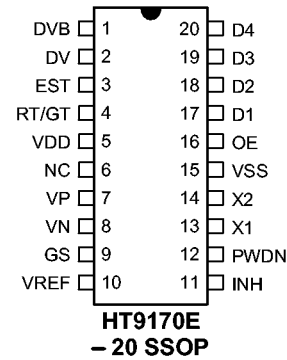 DVB 1 20 D4
DV 2 19 D3
EST 3 18 D2
RT/GT 4 17 D1
VDD 5 16 OE
NC 6 15 VSS
VP 7 14 X2
VN 8 13 X1
GS 9 12 PWDN
VREF 10 11 INH
HT9170E
– 20 SSOP